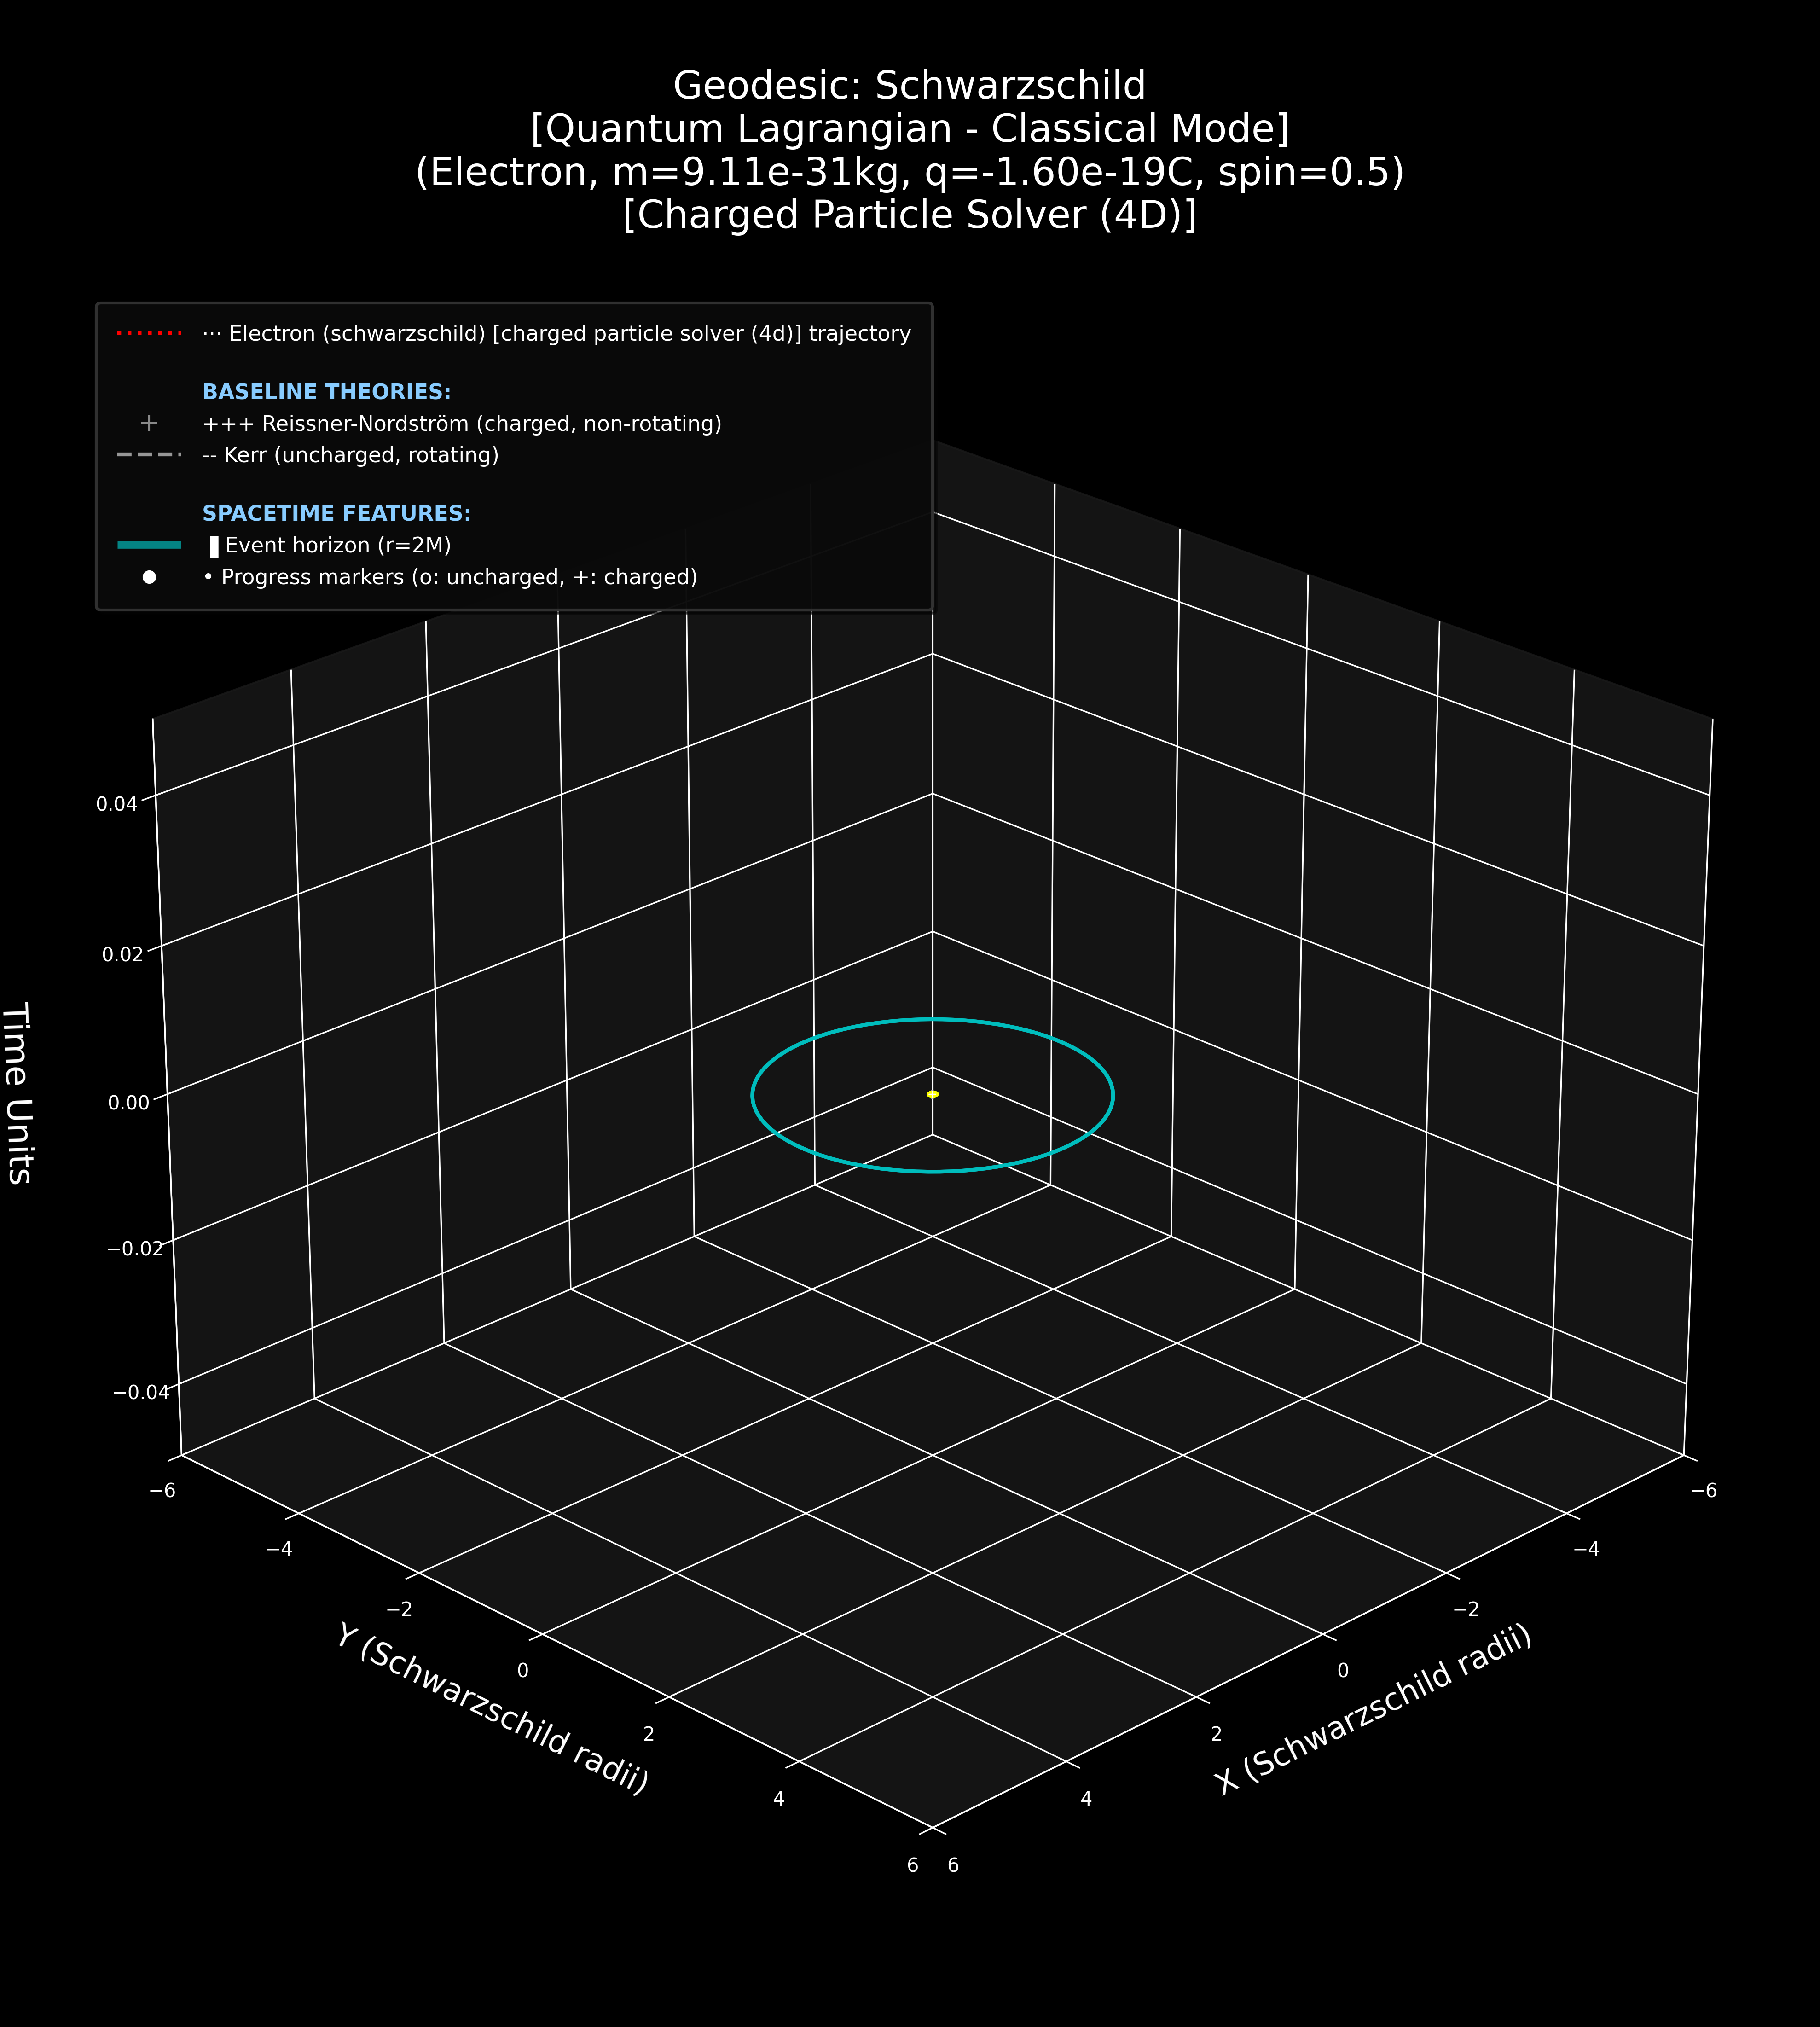 Geodesic: Schwarzschild
[Quantum Lagrangian - Classical Mode]
(Electron, m=9.11e-31kg, q=-1.60e-19C, spin=0.5)
[Charged Particle Solver (4D)]
··· Electron (schwarzschild) [charged particle solver (4d)] trajectory
BASELINE THEORIES:
+++ Reissner-Nordström (charged, non-rotating)
-- Kerr (uncharged, rotating)
SPACETIME FEATURES:
▐ Event horizon (r=2M)
• Progress markers (o: uncharged, +: charged)
0.04
0.02
0.00
−0.02
−0.04
Time Units
−6
−4
−2
0
2
4
6
Y (Schwarzschild radii)
6
4
2
0
−2
−4
−6
X (Schwarzschild radii)